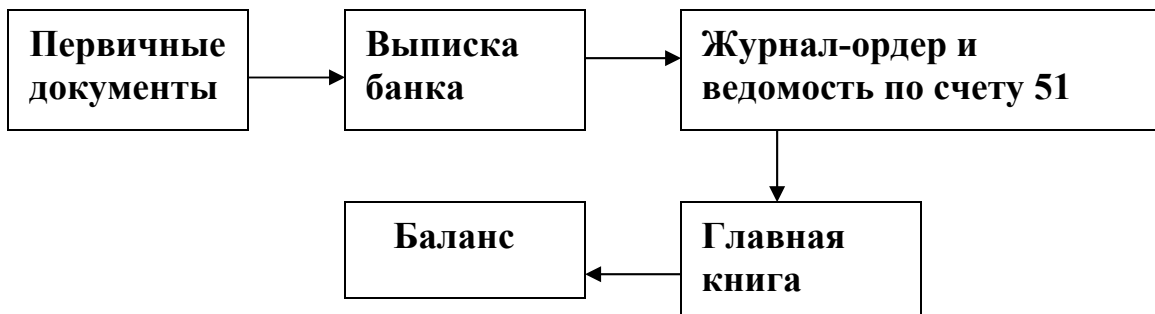 Первичные
документы
Выписка
банка
Журнал-ордер и
ведомость по счету 51
Баланс
Главная
книга